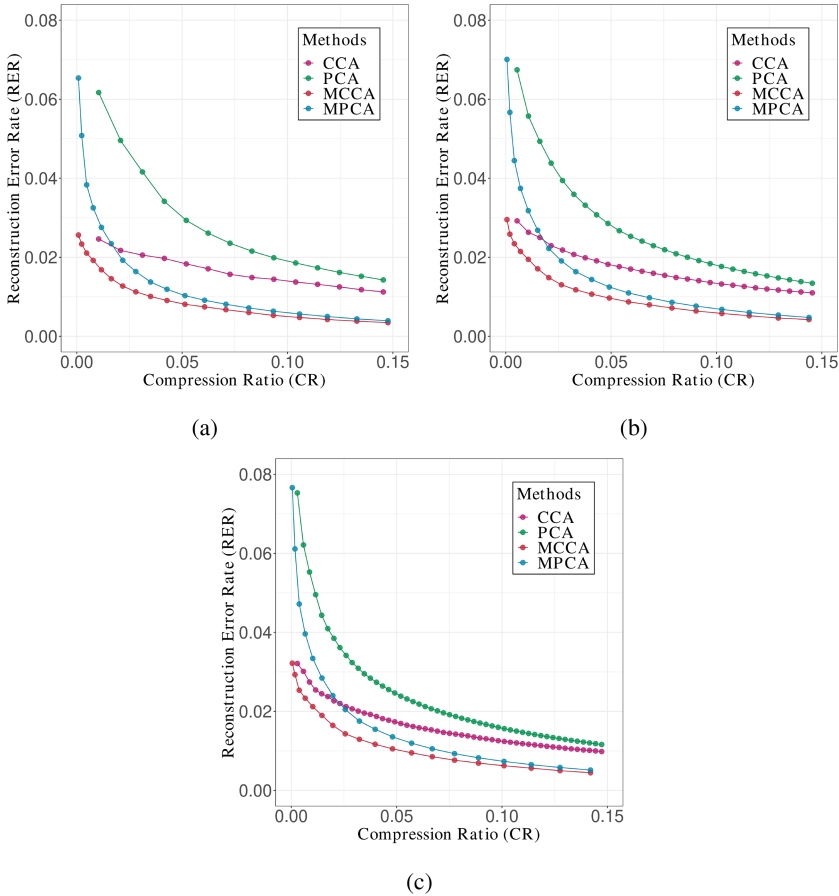 Reconstruction Error Rate (RER)
0.08
0.06
0.04
0.02
0.00
Methods
CCA
PCA
MCCA
MPCA
0.00 0.05 0.10 0.15
Compression Ratio (CR)
(a)
Reconstruction Error Rate (RER)
0.08
0.06
0.04
0.02
0.00
Methods
CCA
PCA
MCCA
MPCA
0.00 0.05 0.10 0.15
Compression Ratio (CR)
(b)
Reconstruction Error Rate (RER)
0.08
0.06
0.04
0.02
0.00
Methods
CCA
PCA
MCCA
MPCA
0.00 0.05 0.10 0.15
Compression Ratio (CR)
(c)